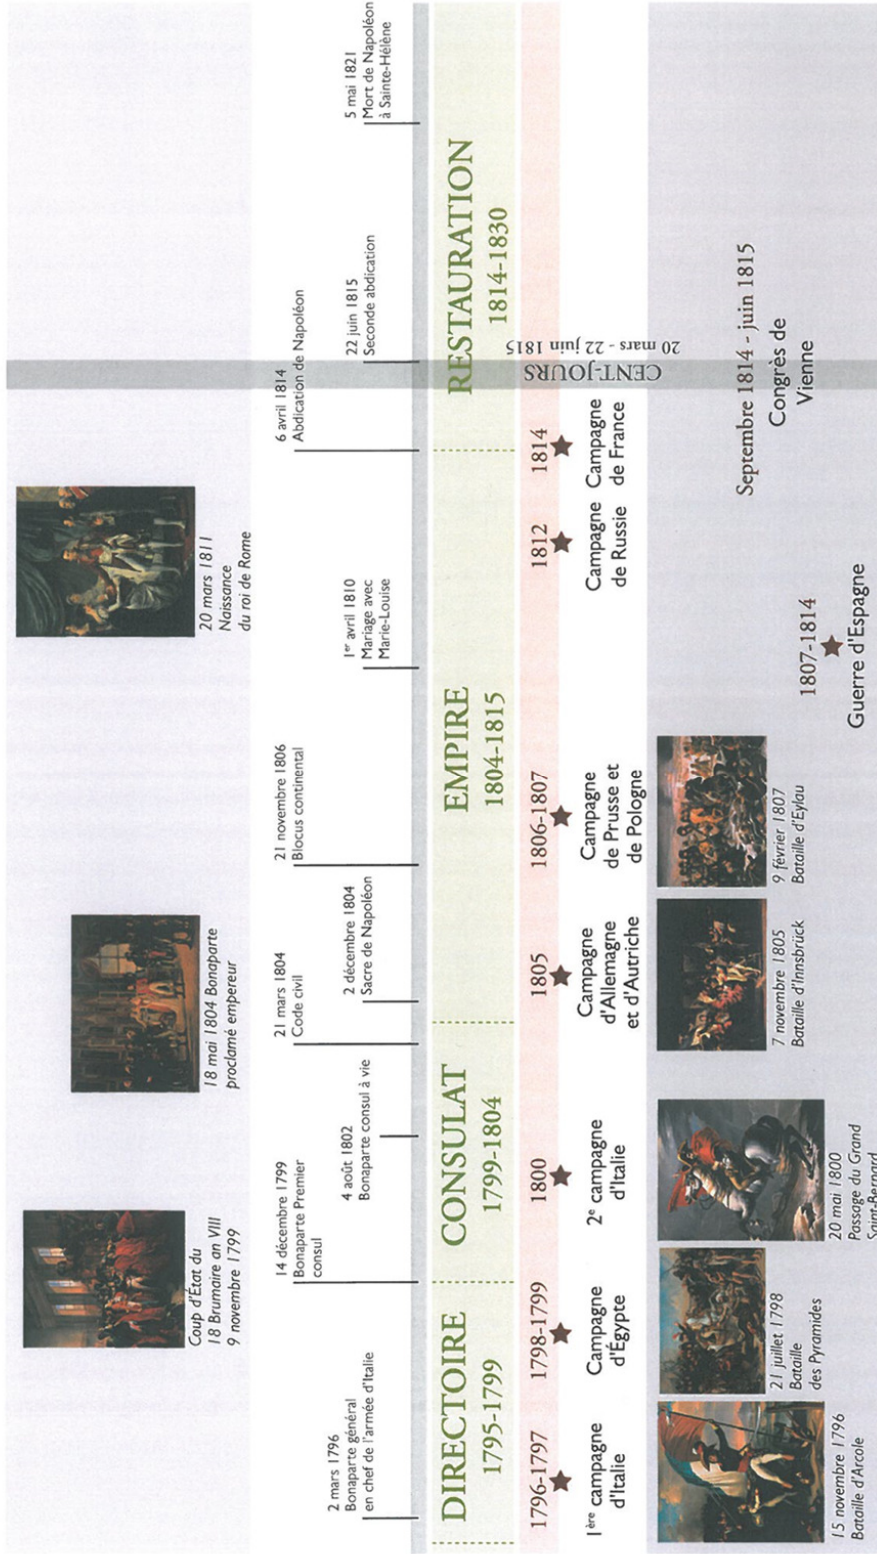 Coup d'État du
18 Brumaire an VIII
9 novembre 1799
18 mai 1804 Bonaparte
proclamé empereur
20 mars 1811
Naissance
du roi de Rome
2 mars 1796
Bonaparte général
en chef de l'armée d'Italie
14 décembre 1799
Bonaparte Premier
consul
4 août 1802
Bonaparte consul à vie
21 mars 1804
Code civil
2 décembre 1804
Sacre de Napoléon
21 novembre 1806
Blocus continental
1er avril 1810
Mariage avec
Marie-Louise
6 avril 1814
Abdication de Napoléon
22 juin 1815
Seconde abdication
5 mai 1821
Mort de Napoléon
à Sainte-Hélène
DIRECTOIRE
1795-1799
CONSULAT
1799-1804
EMPIRE
1804-1815
RESTAURATION
1814-1830
CENT-JOURS
20 mars - 22 juin 1815
1796-1797
1ère campagne
d'Italie
1798-1799
Campagne
d'Égypte
1800
2e campagne
d'Italie
1805
Campagne
d'Allemagne
et d'Autriche
1806-1807
Campagne
de Prusse et
de Pologne
1812
Campagne
de Russie
1814
Campagne
de France
15 novembre 1796
Bataille d'Arcole
21 juillet 1798
Bataille
des Pyramides
20 mai 1800
Passage du Grand
Saint-Bernard
7 novembre 1805
Bataille d'Innsbrück
9 février 1807
Bataille d'Eylau
1807-1814
Guerre d'Espagne
Septembre 1814 - juin 1815
Congrès de
Vienne